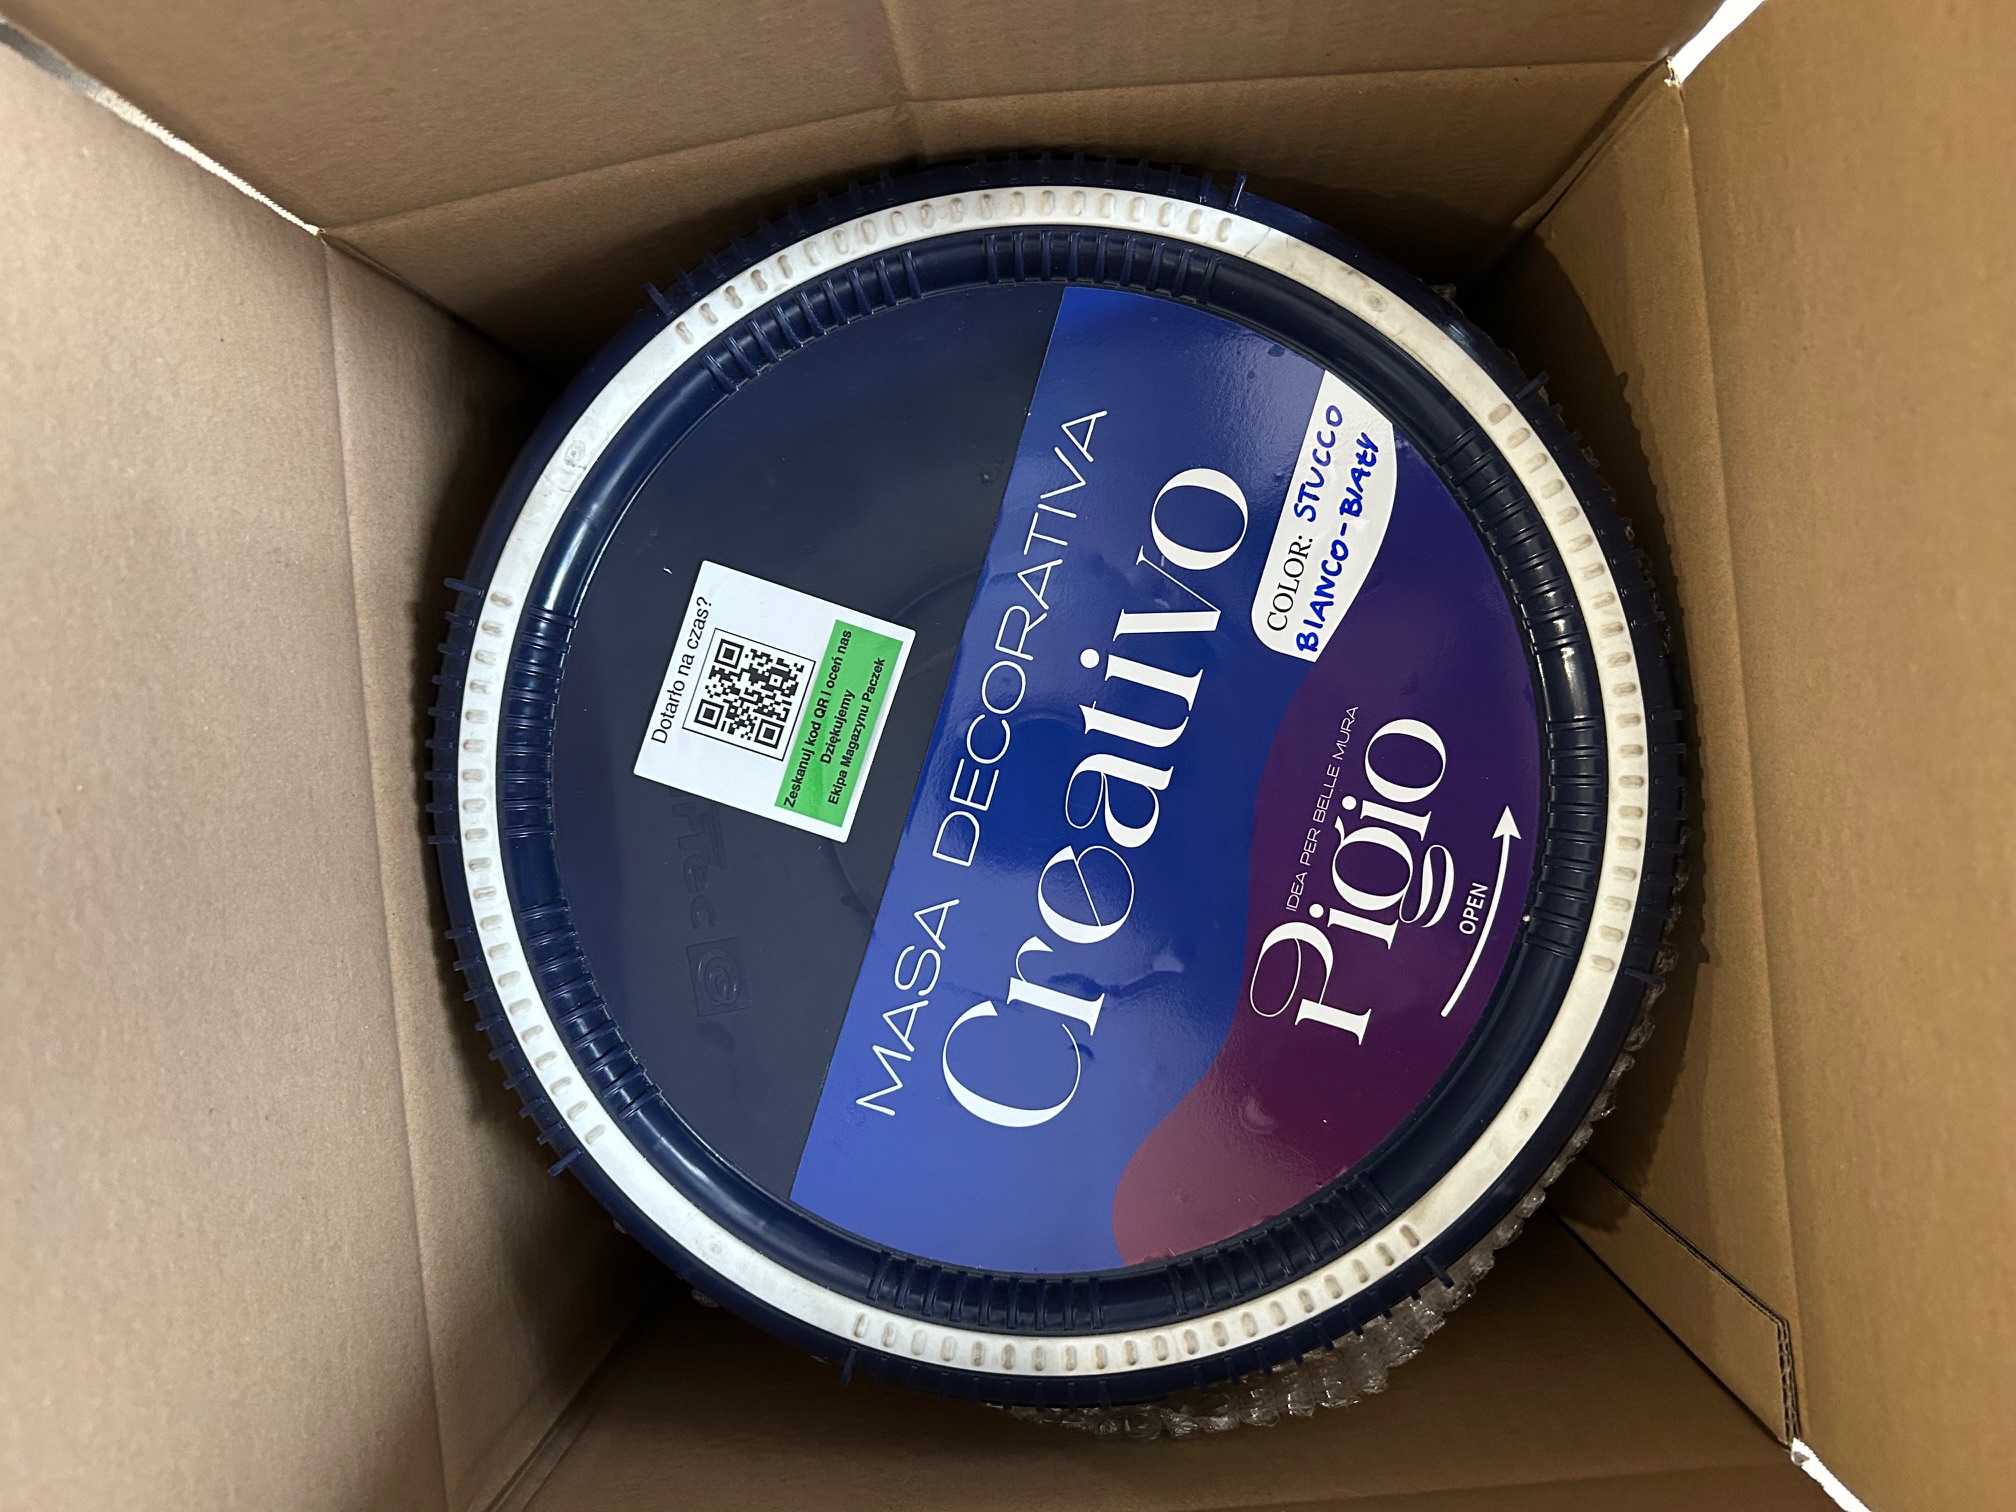 Dotarło na czas?
Zeskanuj kod QR i oceń nas
Dziękujemy
Ekipa Magazynu Paczek
MASA DECORATIVA
Creativo
COLOR: STUCCO
BIANCO-BIAŁY
IDEA PER BELLE MURA
Pigio
OPEN